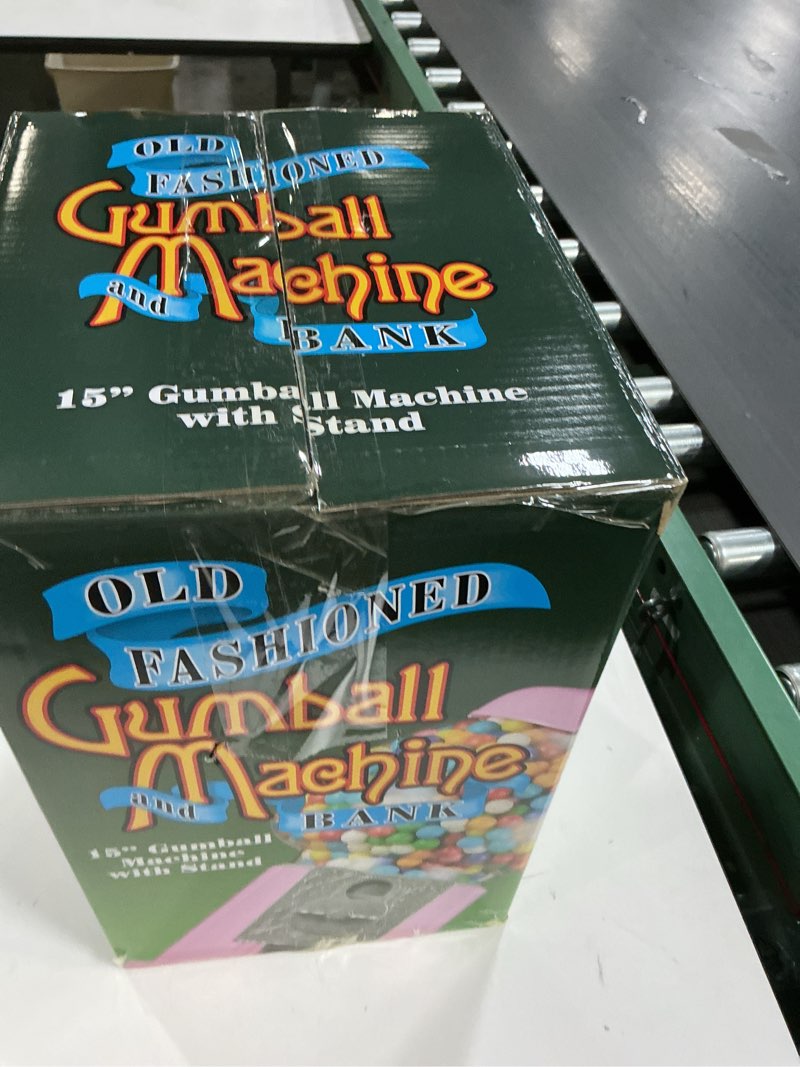 OLD
FASHIONED
Gumball
Machine
and
BANK
15” Gumball Machine
with Stand
OLD
FASHIONED
Gumball
Machine
and
BANK
15” Gumball
Machine
with Stand